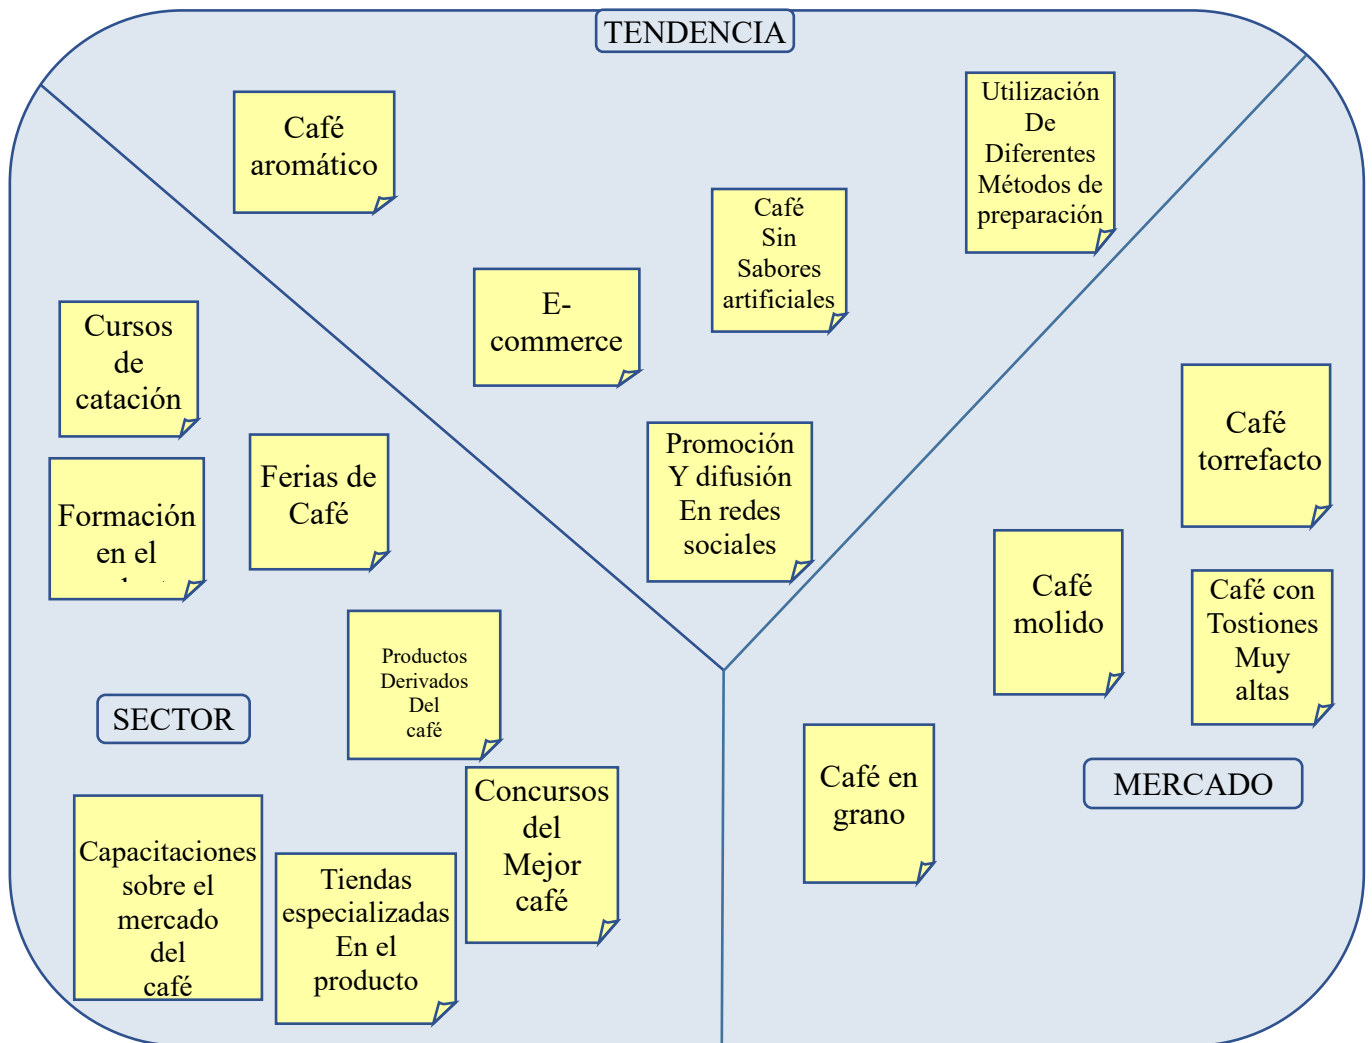 TENDENCIA
Café
aromático
Utilización
De
Diferentes
Métodos de
preparación
Café
Sin
Sabores
artificiales
E-
commerce
Promoción
Y difusión
En redes
sociales
Cursos
de
catación
Formación
en el
Ferias de
Café
Productos
Derivados
Del
café
SECTOR
Concursos
del
Mejor
café
Capacitaciones
sobre el
mercado
del
café
Tiendas
especializadas
En el
producto
Café
torrefacto
Café
molido
Café con
Tostiones
Muy
altas
Café en
grano
MERCADO